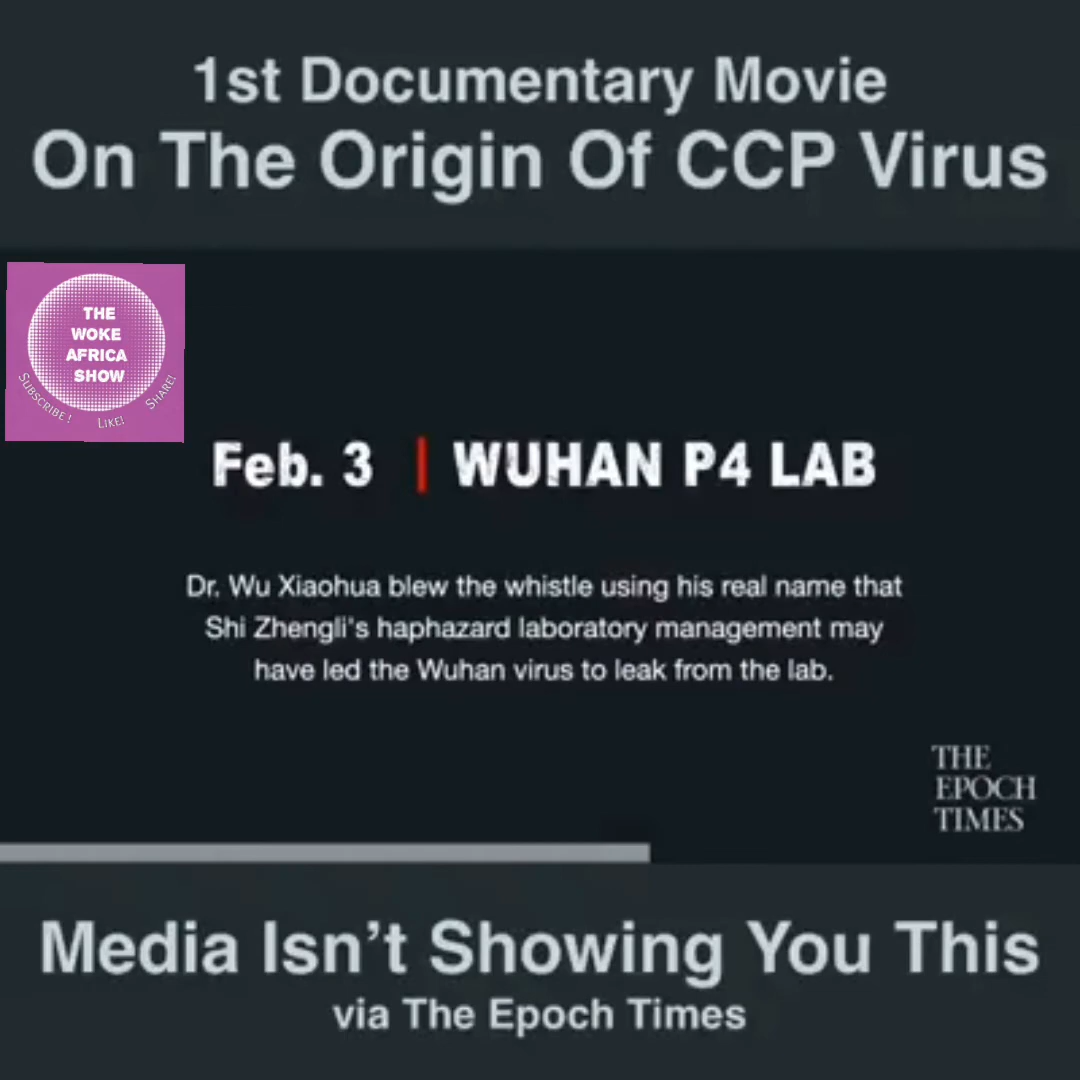 1st Documentary Movie
On The Origin Of CCP Virus
THE
WOKE
AFRICA
SHOW
SUBSCRIBE! LIKE! SHARE!
Feb. 3 | WUHAN P4 LAB
Dr. Wu Xiaohua blew the whistle using his real name that
Shi Zhengli's haphazard laboratory management may
have led the Wuhan virus to leak from the lab.
THE
EPOCH
TIMES
Media Isn’t Showing You This
via The Epoch Times